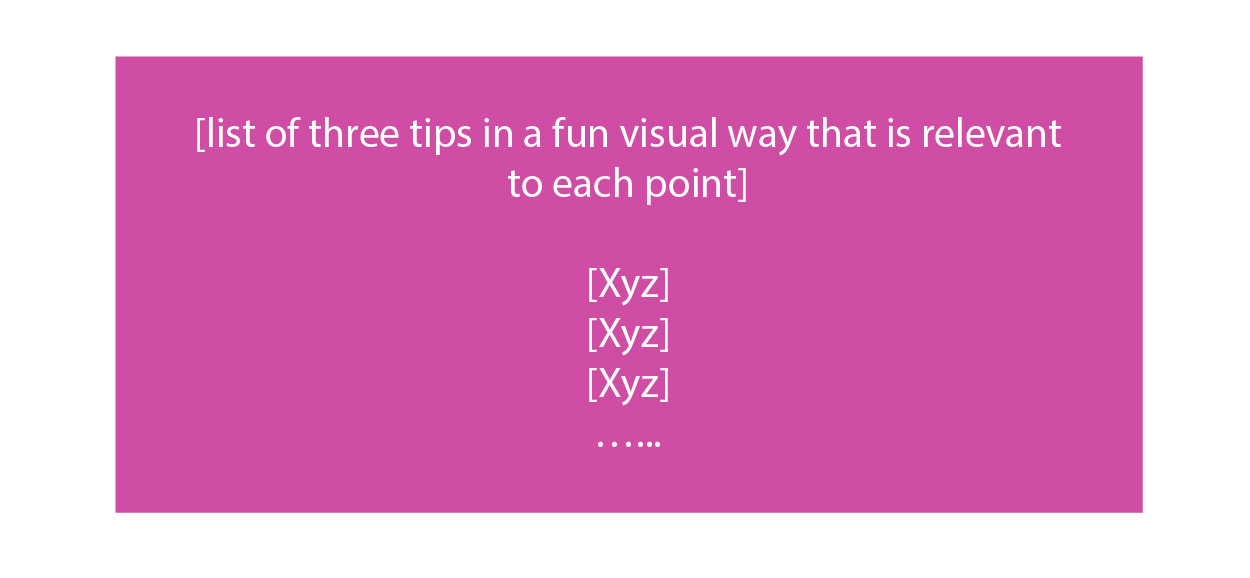 [list of three tips in a fun visual way that is relevant
to each point]
[Xyz]
[Xyz]
[Xyz]
…...